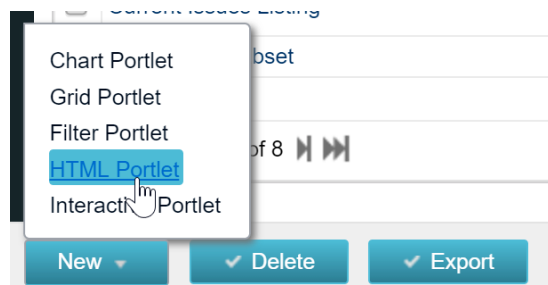 Current Issues Listing
Chart Portlet
bset
Grid Portlet
Filter Portlet
of 8
HTML Portlet
Portlet
New
Delete
Export